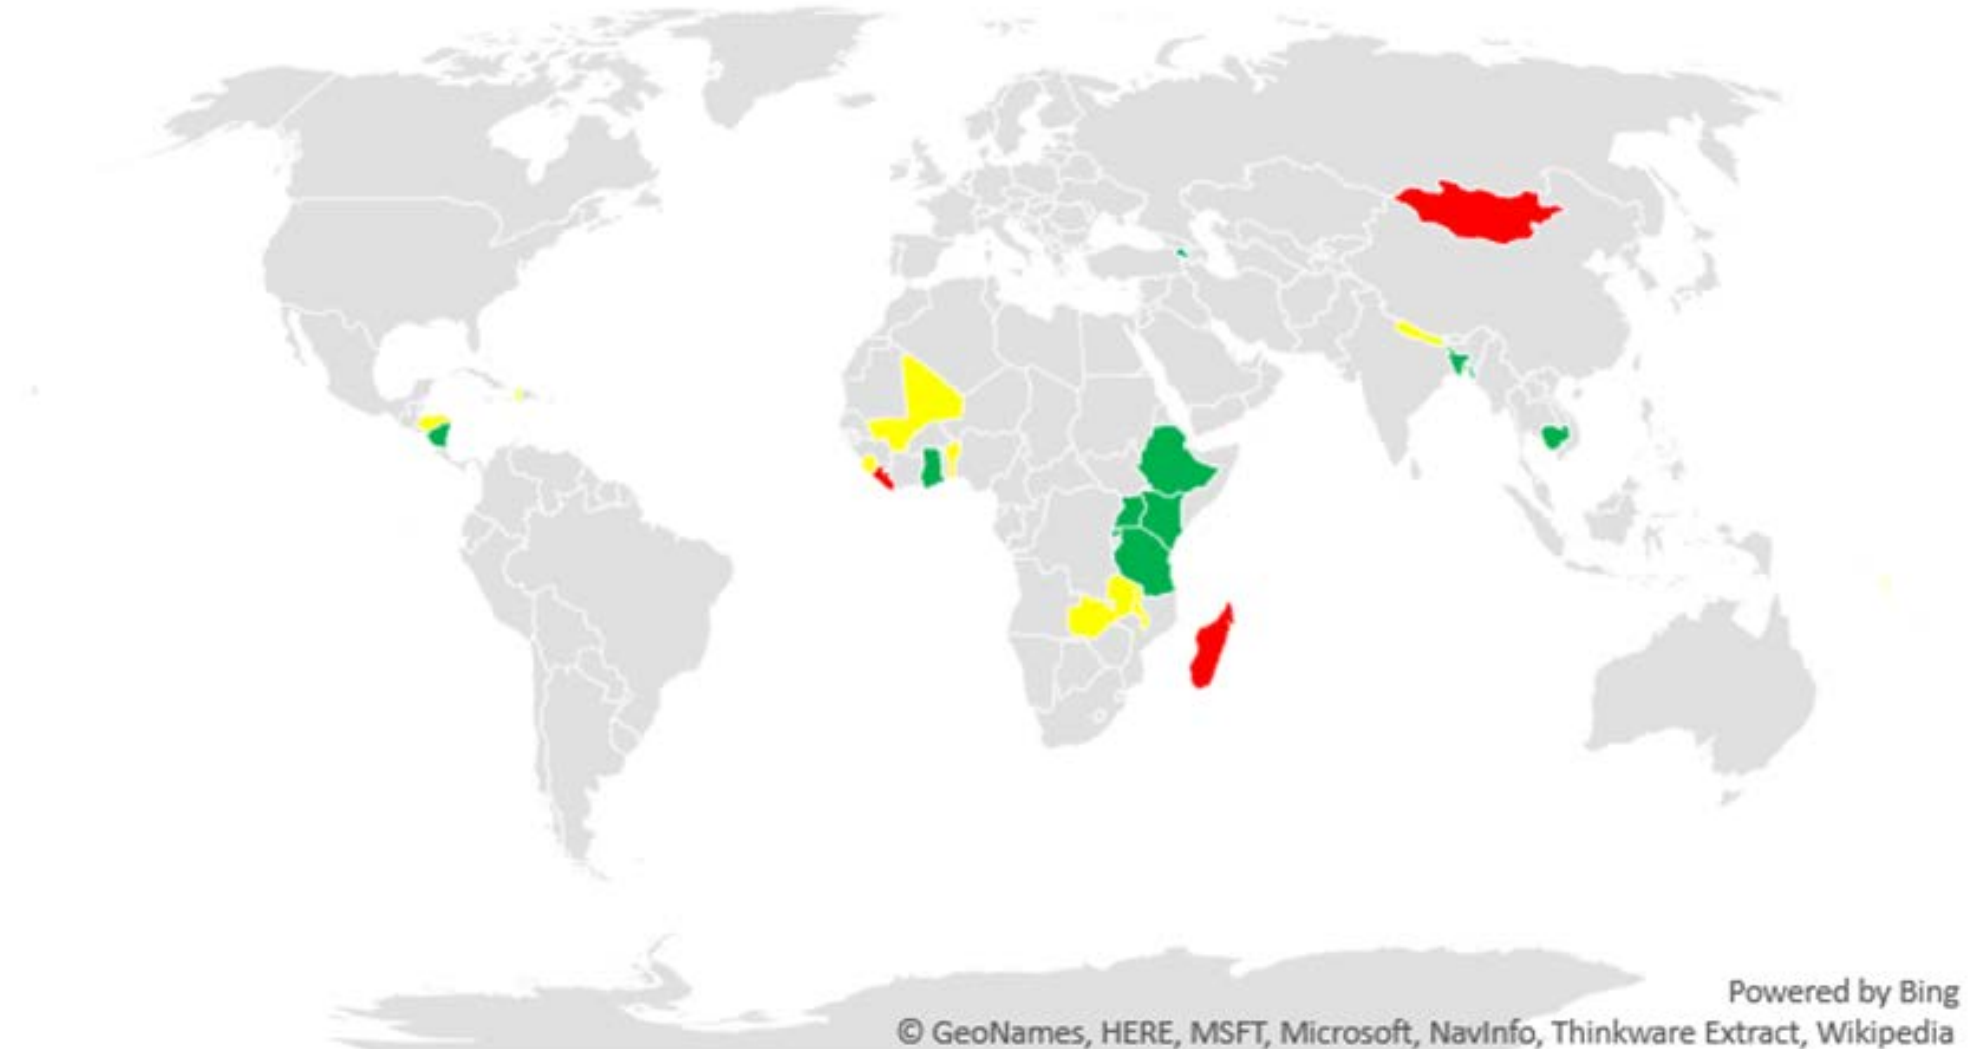 Powered by Bing
© GeoNames, HERE, MSFT, Microsoft, NavInfo, Thinkware Extract, Wikipedia